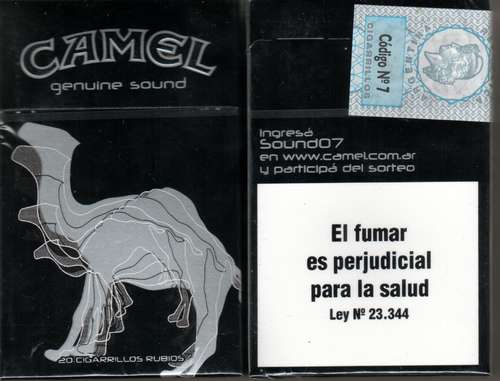 CAMEL
genuine sound
20 CIGARRILLOS RUBIOS
CIGARRILLOS
Código Nº 7
Ingresá
Sound07
en www.camel.com.ar
y participá del sorteo
El fumar
es perjudicial
para la salud
Ley Nº 23.344